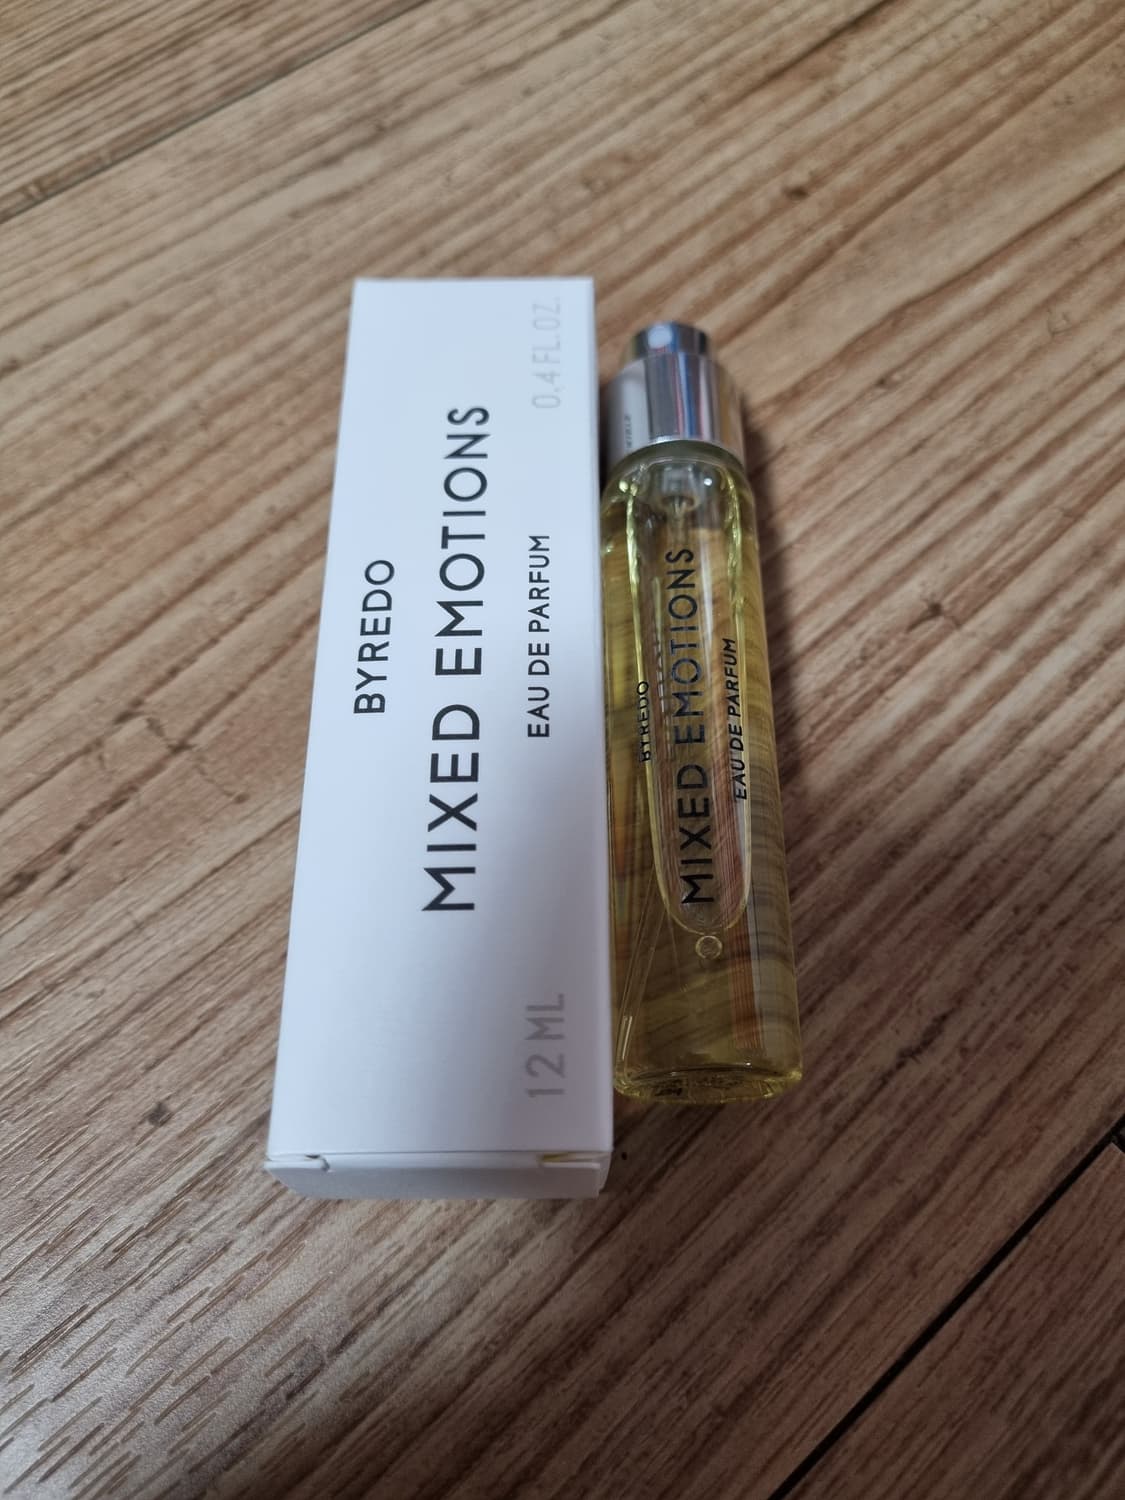 BYREDO
MIXED EMOTIONS
EAU DE PARFUM
12 ML
0.4 FL.OZ.
BYREDO
MIXED EMOTIONS
EAU DE PARFUM